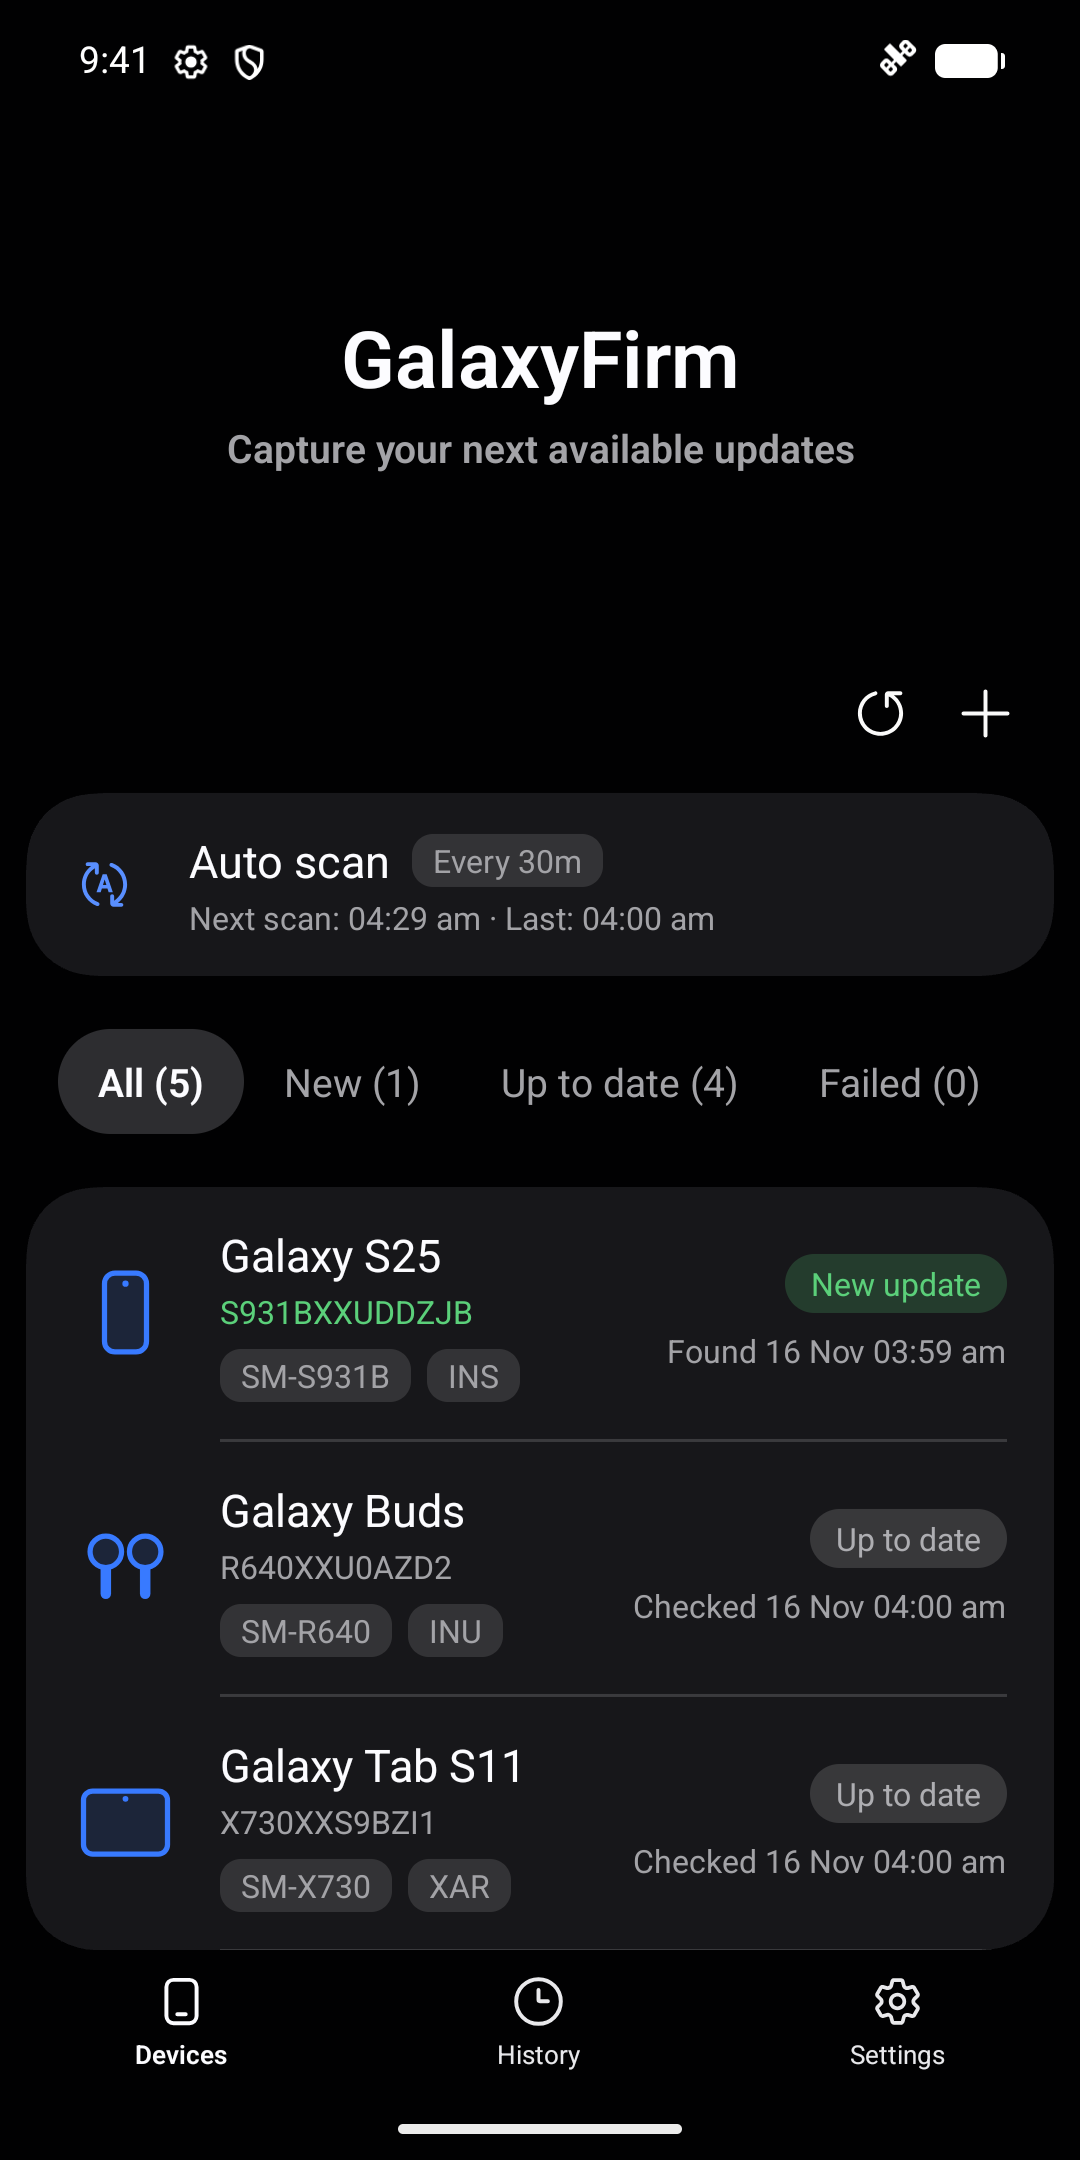 9:41
GalaxyFirm
Capture your next available updates
Auto scan Every 30m
Next scan: 04:29 am · Last: 04:00 am
All (5) New (1) Up to date (4) Failed (0)
Galaxy S25
S931BXXUDDZJB
SM-S931B INS
New update
Found 16 Nov 03:59 am
Galaxy Buds
R640XXU0AZD2
SM-R640 INU
Up to date
Checked 16 Nov 04:00 am
Galaxy Tab S11
X730XXS9BZI1
SM-X730 XAR
Up to date
Checked 16 Nov 04:00 am
Devices History Settings